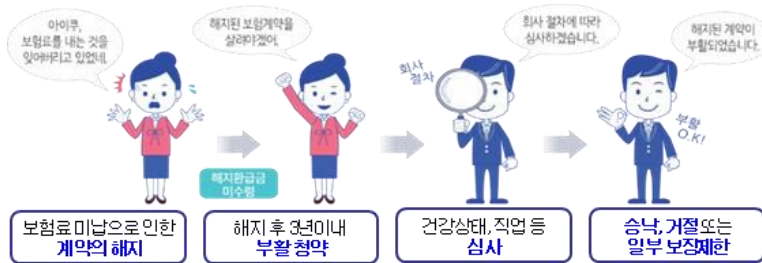 아이쿠,
보험료를 내는 것을
잊어버리고 있었네.
해지된 보험계약을
살려야겠어.
회사 절차에 따라
심사하겠습니다.
해지된 계약이
부활되었습니다.
회사
절차
부활
O.K!
해지환급금
미수령
보험료 미납으로 인한
계약의 해지
해지 후 3년이내
부활 청약
건강상태, 직업 등
심사
승낙, 거절 또는
일부 보장제한